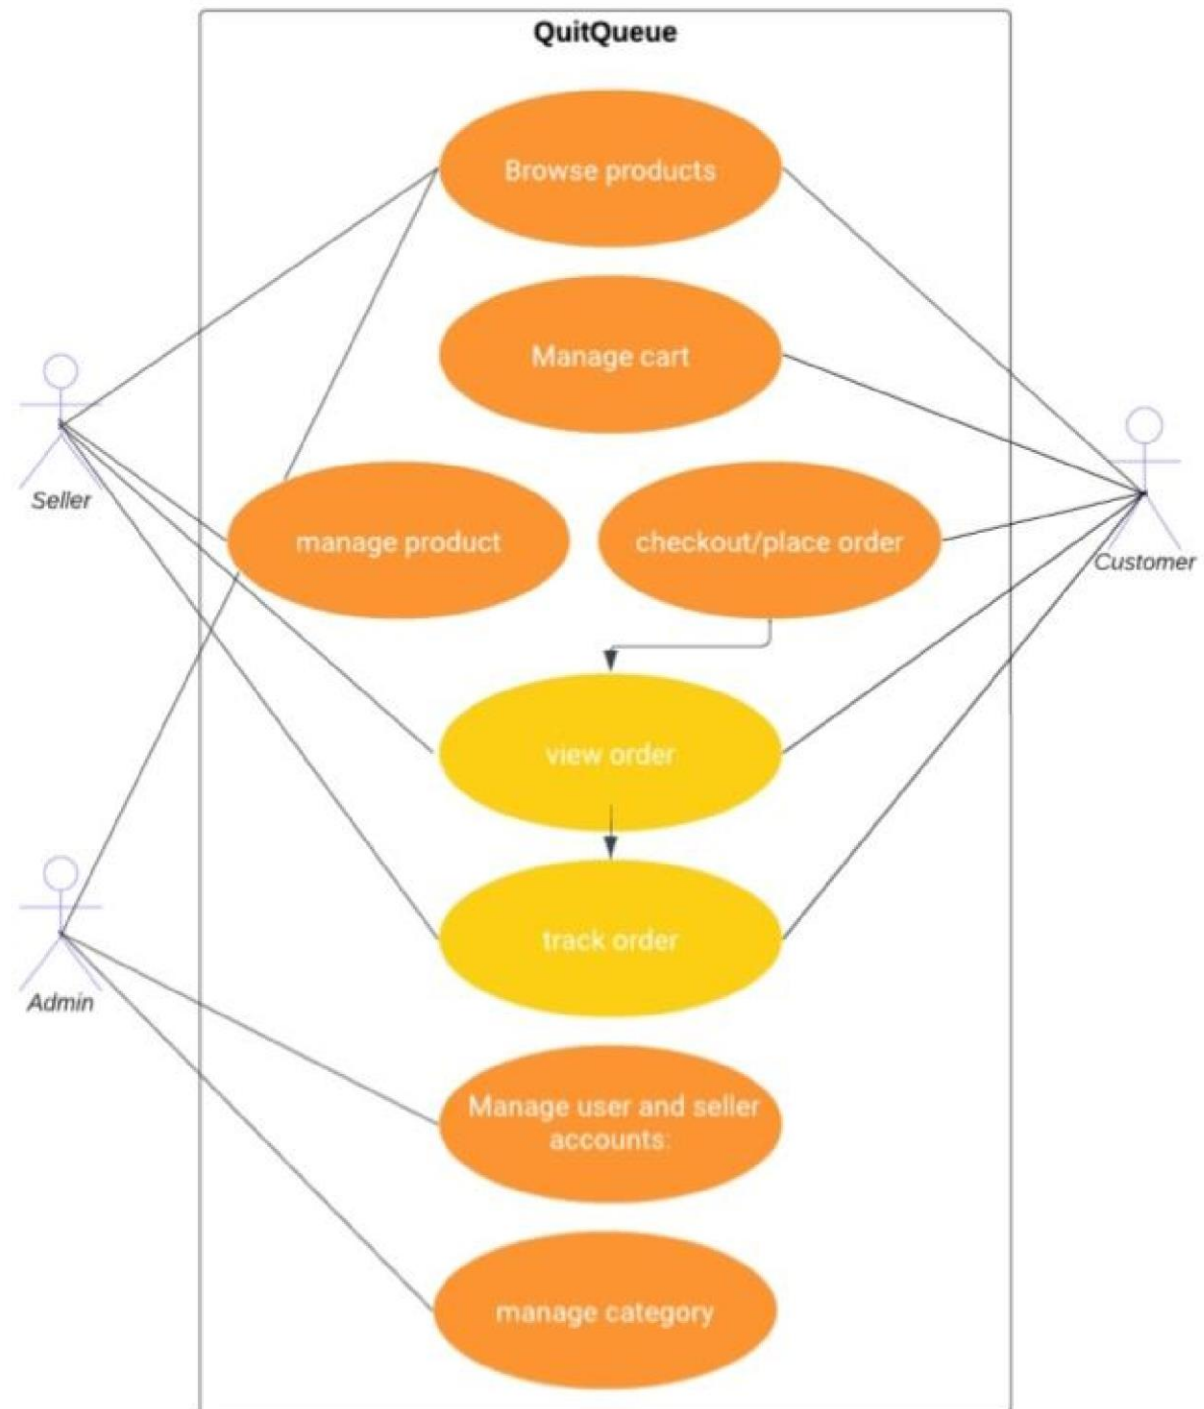 QuitQueue
Browse products
Manage cart
Seller
manage product
checkout/place order
Customer
view order
track order
Admin
Manage user and seller
accounts:
manage category